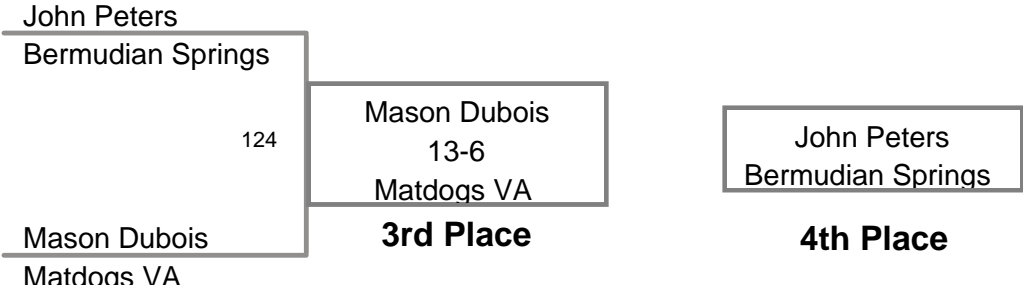 John Peters
Bermudian Springs
124
Mason Dubois
Matdogs VA
Mason Dubois
13-6
Matdogs VA
3rd Place
John Peters
Bermudian Springs
4th Place